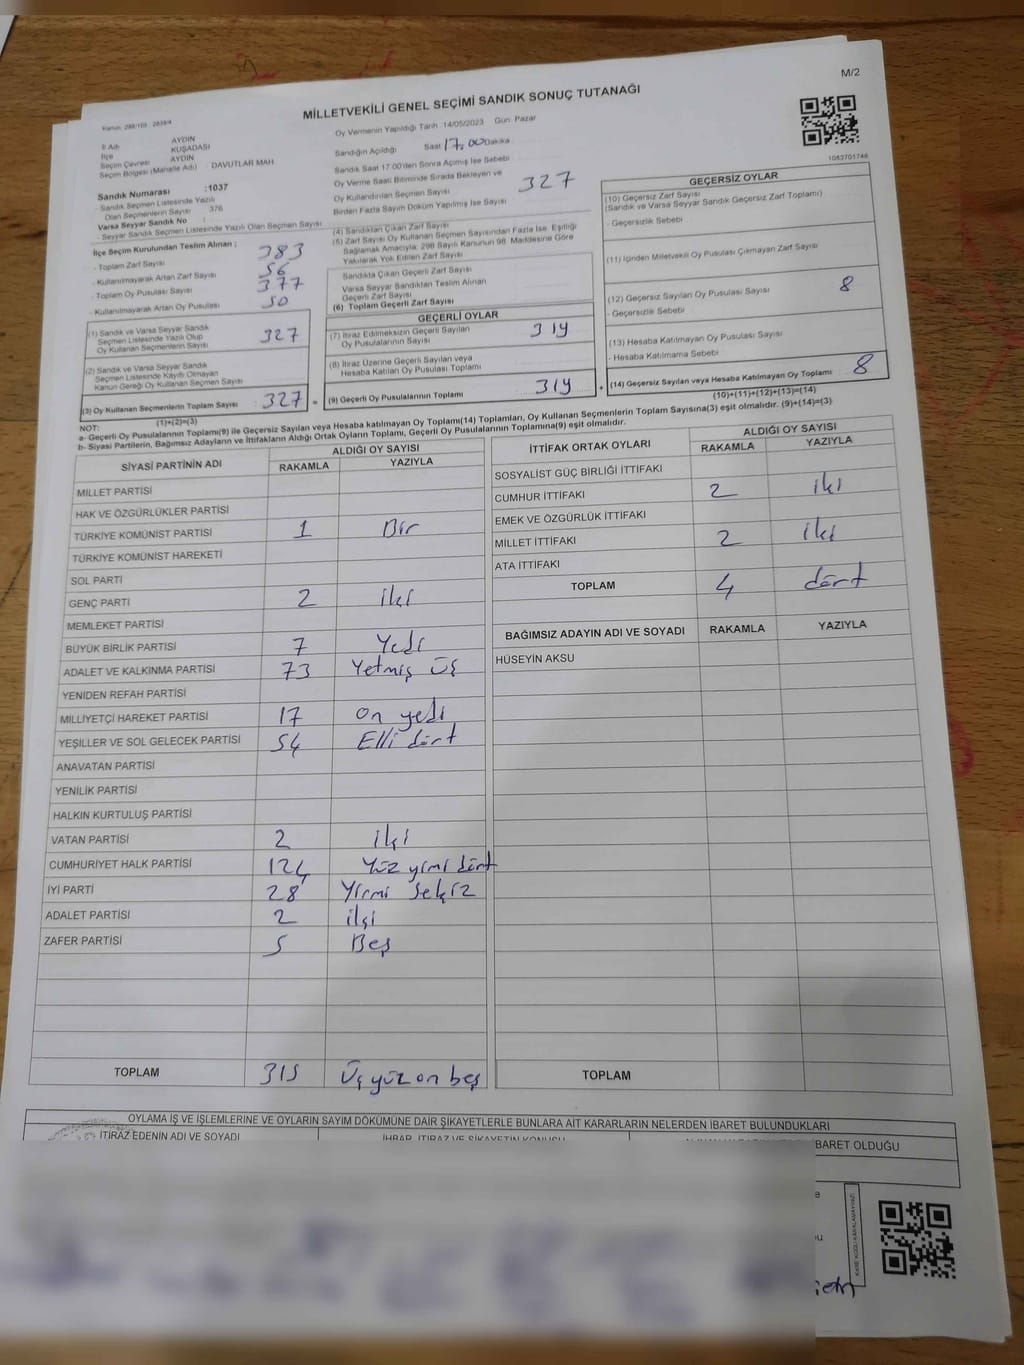 M/2
MİLLETVEKİLİ GENEL SEÇİMİ SANDIK SONUÇ TUTANAĞI
Kanun: 298/105 , 2839/4
İl Adı AYDIN
İlçe KUŞADASI
Seçim Çevresi AYDIN
Seçim Bölgesi (Mahalle Adı) DAVUTLAR MAH.
Sandık Numarası :1037
- Sandık Seçmen Listesinde Yazılı
Olan Seçmenlerin Sayısı 376
Varsa Seyyar Sandık No :
- Seyyar Sandık Seçmen Listesinde Yazılı Olan Seçmen Sayısı
İlçe Seçim Kurulundan Teslim Alınan ;
- Toplam Zarf Sayısı 383
- Kullanılmayarak Artan Zarf Sayısı 56
- Toplam Oy Pusulası Sayısı 377
- Kullanılmayarak Artan Oy Pusulası 50
(1) Sandık ve Varsa Seyyar Sandık
Seçmen Listesinde Yazılı Olup
Oy Kullanan Seçmenlerin Sayısı 327
(2) Sandık ve Varsa Seyyar Sandık
Seçmen Listesinde Kayıtlı Olmayan
Kanun Gereği Oy Kullanan Seçmen Sayısı
(3) Oy Kullanan Seçmenlerin Toplam Sayısı : 327 =
(1)+(2)=(3)
Oy Vermenin Yapıldığı Tarih 14/05/2023 Gün: Pazar
Sandığın Açıldığı Saat 17,00 Dakika
Sandık Saat 17.00'den Sonra Açılmış İse Sebebi
Oy Verme Saati Bitiminde Sırada Bekleyen ve
Oy Kullandırılan Seçmen Sayısı 327
Birden Fazla Sayım Döküm Yapılmış İse Sayısı
(4) Sandıktan Çıkan Zarf Sayısı
(5) Zarf Sayısı Oy Kullanan Seçmen Sayısından Fazla İse, Eşitliği
Sağlamak Amacıyla, 298 Sayılı Kanunun 98. Maddesine Göre
Yakılarak Yok Edilen Zarf Sayısı
Sandıkta Çıkan Geçerli Zarf Sayısı
Varsa Seyyar Sandıktan Teslim Alınan
Geçerli Zarf Sayısı
(6) Toplam Geçerli Zarf Sayısı
GEÇERLİ OYLAR
(7) İtiraz Edilmeksizin Geçerli Sayılan
Oy Pusulalarının Sayısı 319
(8) İtiraz Üzerine Geçerli Sayılan veya
Hesaba Katılan Oy Pusulası Toplamı
(9) Geçerli Oy Pusulalarının Toplamı 319 +
1063701746
GEÇERSİZ OYLAR
(10) Geçersiz Zarf Sayısı
(Sandık ve Varsa Seyyar Sandık Geçersiz Zarf Toplamı)
- Geçersizlik Sebebi
(11) İçinden Milletvekili Oy Pusulası Çıkmayan Zarf Sayısı
(12) Geçersiz Sayılan Oy Pusulası Sayısı 8
- Geçersizlik Sebebi
(13) Hesaba Katılmayan Oy Pusulası Sayısı
- Hesaba Katılmama Sebebi
(14) Geçersiz Sayılan veya Hesaba Katılmayan Oy Toplamı 8
(10)+(11)+(12)+(13)=(14)
NOT:
a- Geçerli Oy Pusulalarının Toplamı(9) ile Geçersiz Sayılan veya Hesaba katılmayan Oy Toplamı(14) Toplamları, Oy Kullanan Seçmenlerin Toplam Sayısına(3) eşit olmalıdır. (9)+(14)=(3)
b- Siyasi Partilerin, Bağımsız Adayların ve İttifakların Aldığı Ortak Oyların Toplamı, Geçerli Oy Pusulalarının Toplamına(9) eşit olmalıdır.
SİYASİ PARTİNİN ADI ALDIĞI OY SAYISI
RAKAMLA YAZIYLA
MİLLET PARTİSİ
HAK VE ÖZGÜRLÜKLER PARTİSİ
TÜRKİYE KOMÜNİST PARTİSİ 1 Bir
TÜRKİYE KOMÜNİST HAREKETİ
SOL PARTİ
GENÇ PARTİ 2 iki
MEMLEKET PARTİSİ
BÜYÜK BİRLİK PARTİSİ 7 Yedi
ADALET VE KALKINMA PARTİSİ 73 Yetmiş üç
YENİDEN REFAH PARTİSİ
MİLLİYETÇİ HAREKET PARTİSİ 17 on yedi
YEŞİLLER VE SOL GELECEK PARTİSİ 54 Elli dört
ANAVATAN PARTİSİ
YENİLİK PARTİSİ
HALKIN KURTULUŞ PARTİSİ
VATAN PARTİSİ 2 iki
CUMHURİYET HALK PARTİSİ 124 Yüz yirmi dört
İYİ PARTİ 28 Yirmi sekiz
ADALET PARTİSİ 2 iki
ZAFER PARTİSİ 5 Beş
TOPLAM 315 Üç yüz on beş
İTTİFAK ORTAK OYLARI ALDIĞI OY SAYISI
RAKAMLA YAZIYLA
SOSYALİST GÜÇ BİRLİĞİ İTTİFAKI
CUMHUR İTTİFAKI 2 iki
EMEK VE ÖZGÜRLÜK İTTİFAKI
MİLLET İTTİFAKI 2 iki
ATA İTTİFAKI
TOPLAM 4 dört
BAĞIMSIZ ADAYIN ADI VE SOYADI RAKAMLA YAZIYLA
HÜSEYİN AKSU
TOPLAM
OYLAMA İŞ VE İŞLEMLERİNE VE OYLARIN SAYIM DÖKÜMÜNE DAİR ŞİKAYETLERLE BUNLARA AİT KARARLARIN NELERDEN İBARET BULUNDUKLARI
İTİRAZ EDENİN ADI VE SOYADI
İHBAR, İTİRAZ VE ŞİKAYETİN KONUSU
İBARET OLDUĞU